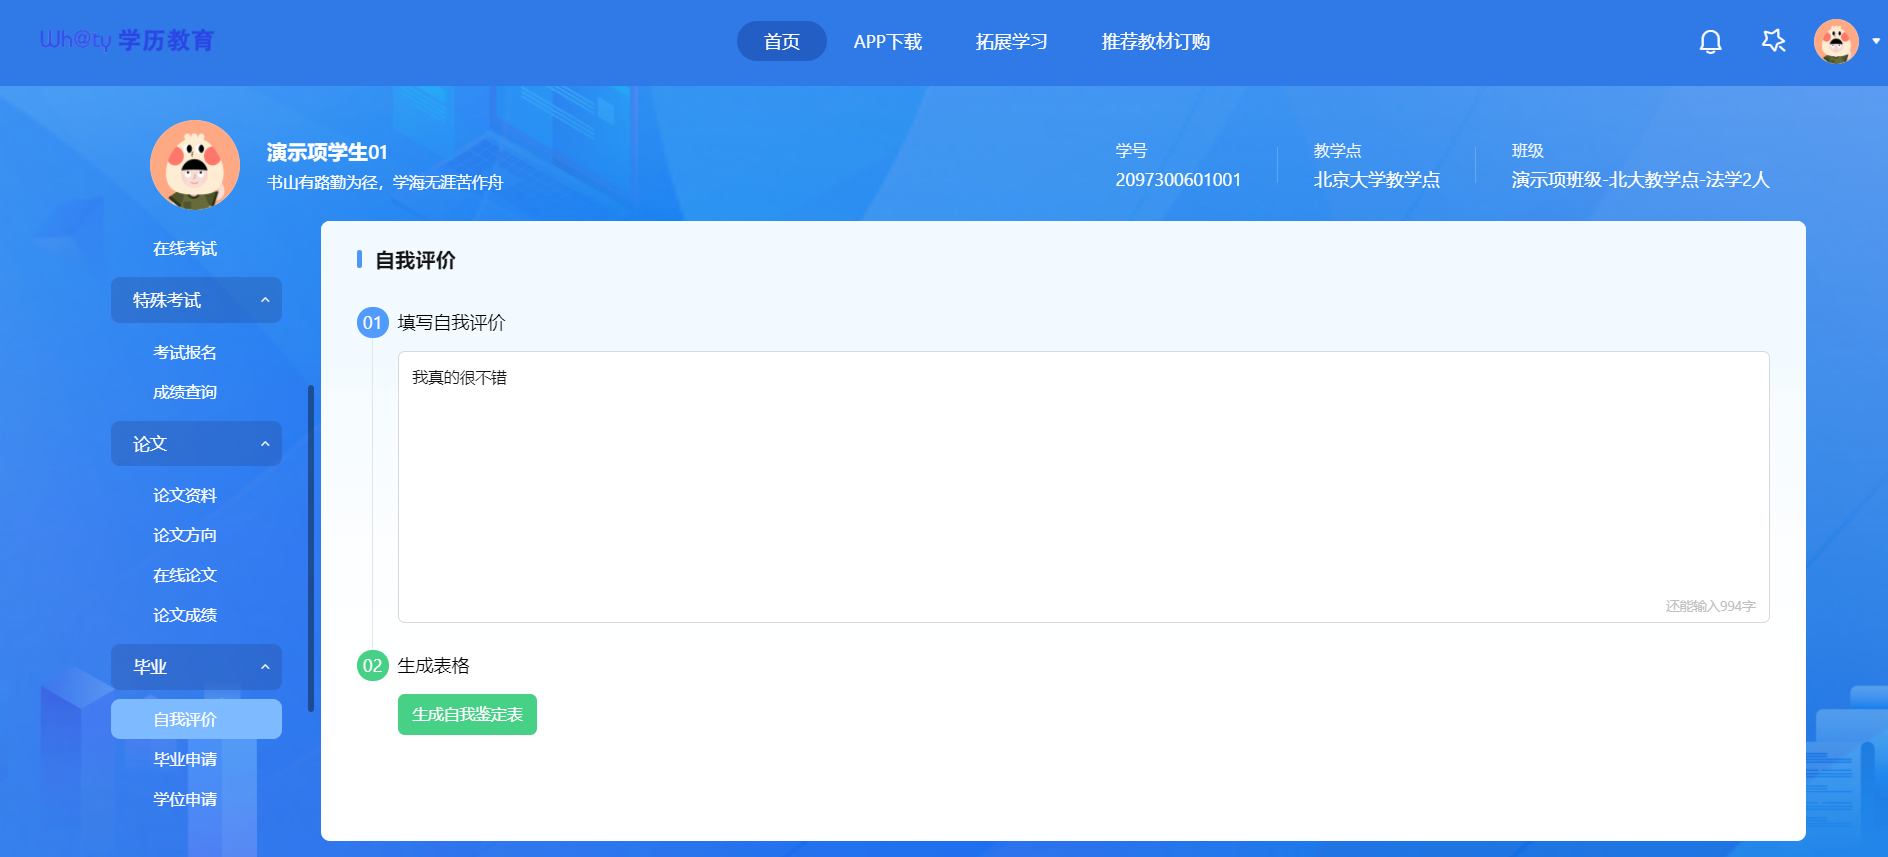 Wh@ty 学历教育
首页
APP下载
拓展学习
推荐教材订购
演示项学生01
书山有路勤为径，学海无涯苦作舟
学号
2097300601001
教学点
北京大学教学点
班级
演示项班级-北大教学点-法学2人
在线考试
特殊考试
考试报名
成绩查询
论文
论文资料
论文方向
在线论文
论文成绩
毕业
自我评价
毕业申请
学位申请
自我评价
01 填写自我评价
我真的很不错
还能输入994字
02 生成表格
生成自我鉴定表